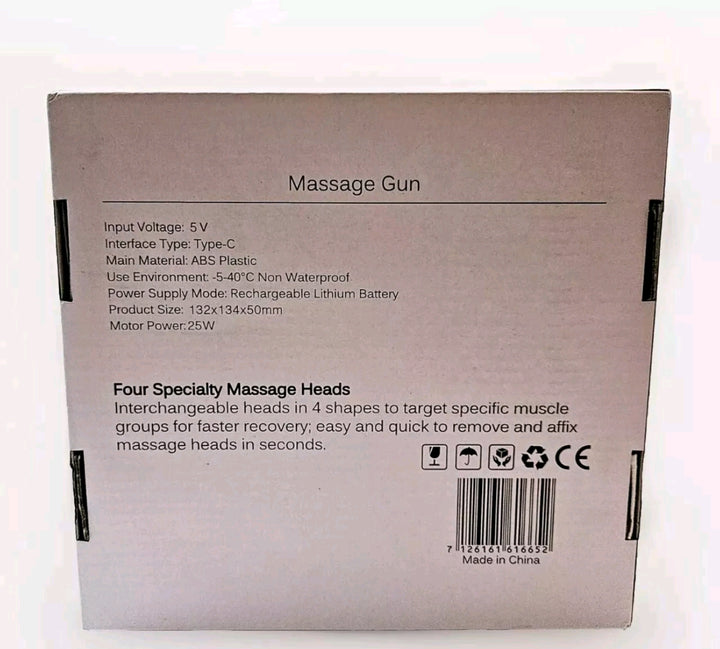 Massage Gun
Input Voltage: 5 V
Interface Type: Type-C
Main Material: ABS Plastic
Use Environment: -5-40°C Non Waterproof
Power Supply Mode: Rechargeable Lithium Battery
Product Size: 132x134x50mm
Motor Power:25W
Four Specialty Massage Heads
Interchangeable heads in 4 shapes to target specific muscle
groups for faster recovery; easy and quick to remove and affix
massage heads in seconds.
CE
7 126161 616652
Made in China